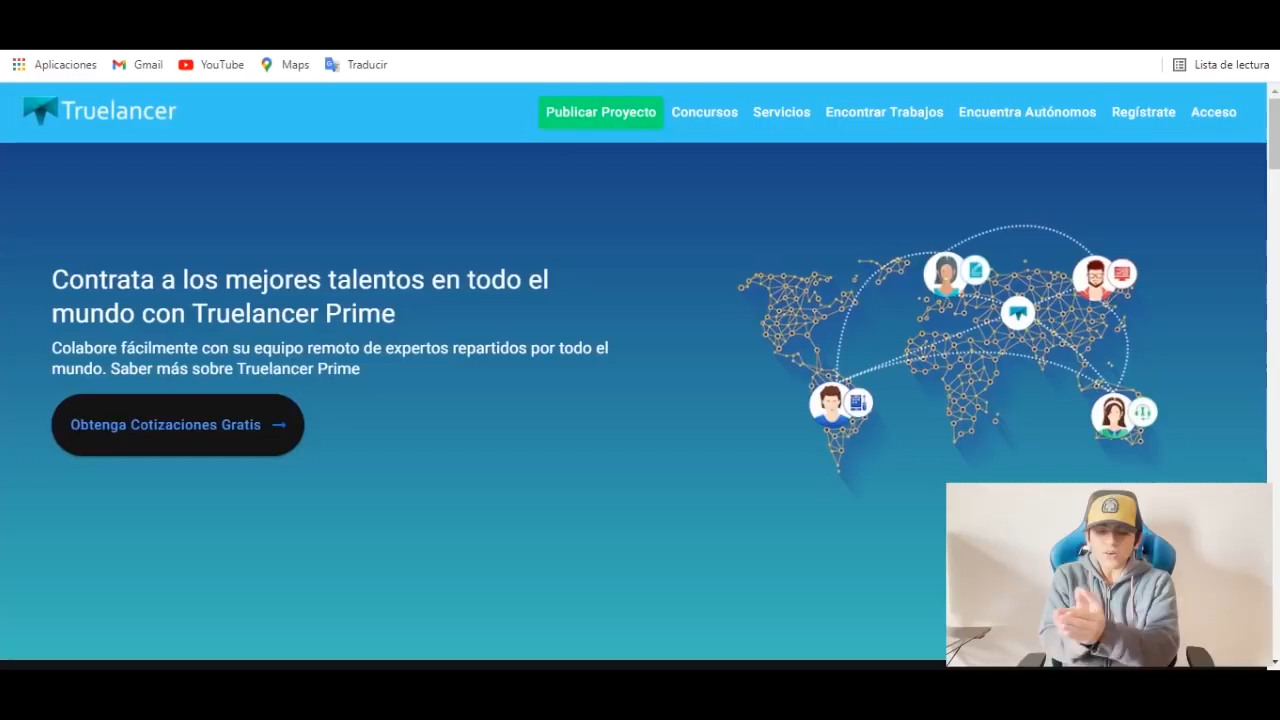 Aplicaciones Gmail YouTube Maps Traducir Lista de lectura
Truelancer Publicar Proyecto Concursos Servicios Encontrar Trabajos Encuentra Autónomos Regístrate Acceso
Contrata a los mejores talentos en todo el
mundo con Truelancer Prime
Colabore fácilmente con su equipo remoto de expertos repartidos por todo el
mundo. Saber más sobre Truelancer Prime
Obtenga Cotizaciones Gratis →